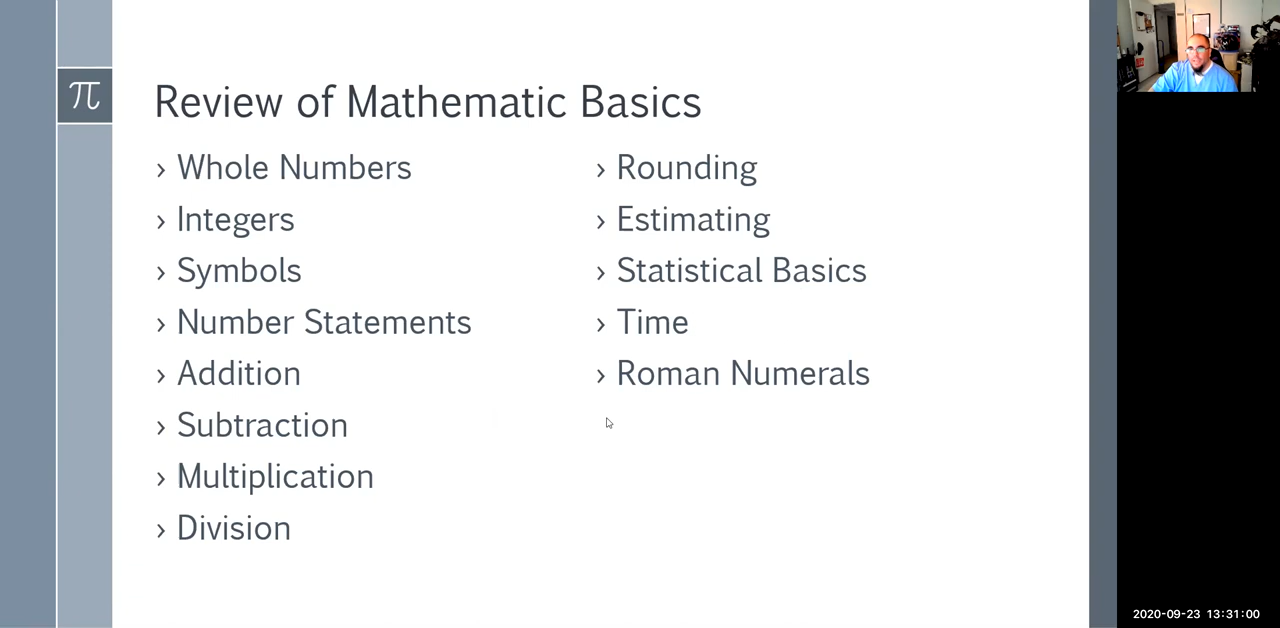 π
Review of Mathematic Basics
› Whole Numbers
› Integers
› Symbols
› Number Statements
› Addition
› Subtraction
› Multiplication
› Division
› Rounding
› Estimating
› Statistical Basics
› Time
› Roman Numerals
2020-09-23 13:31:00